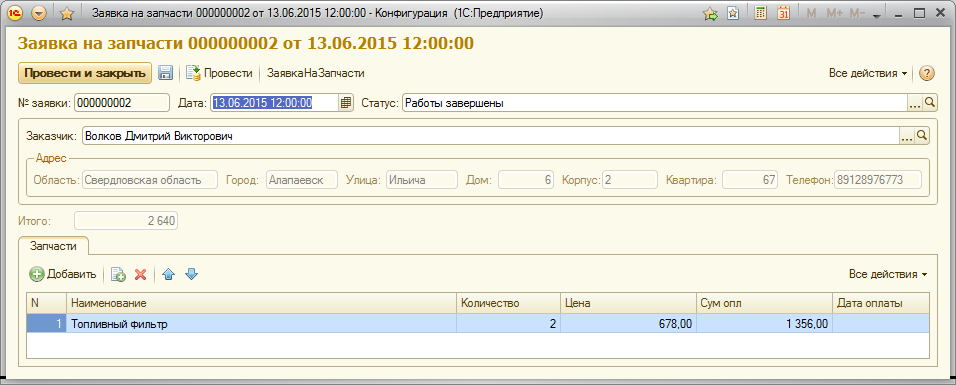 Заявка на запчасти 000000002 от 13.06.2015 12:00:00 - Конфигурация (1С:Предприятие)
M M+ M-
Заявка на запчасти 000000002 от 13.06.2015 12:00:00
Провести и закрыть Провести ЗаявкаНаЗапчасти Все действия
№ заявки: 000000002 Дата: 13.06.2015 12:00:00 Статус: Работы завершены ...
Заказчик: Волков Дмитрий Викторович ...
Адрес
Область: Свердловская область Город: Алапаевск Улица: Ильича Дом: 6 Корпус: 2 Квартира: 67 Телефон: 89128976773
Итого: 2 640
Запчасти
Добавить Все действия
N Наименование Количество Цена Сум опл Дата оплаты
1 Топливный фильтр 2 678,00 1 356,00